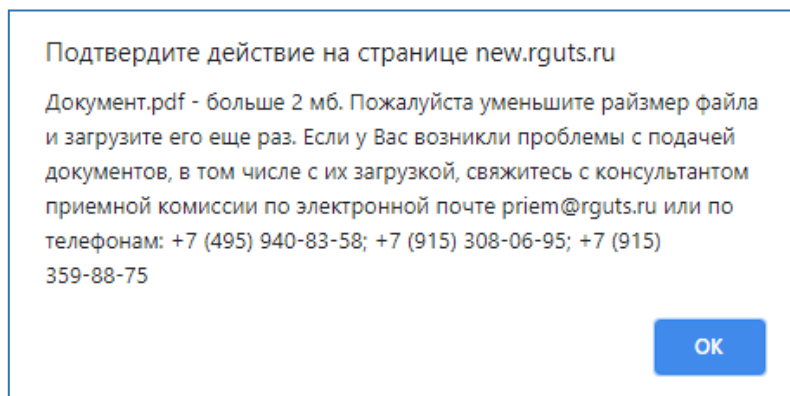 Подтвердите действие на странице new.rguts.ru
Документ.pdf - больше 2 мб. Пожалуйста уменьшите райзмер файла
и загрузите его еще раз. Если у Вас возникли проблемы с подачей
документов, в том числе с их загрузкой, свяжитесь с консультантом
приемной комиссии по электронной почте priem@rguts.ru или по
телефонам: +7 (495) 940-83-58; +7 (915) 308-06-95; +7 (915)
359-88-75
ОК